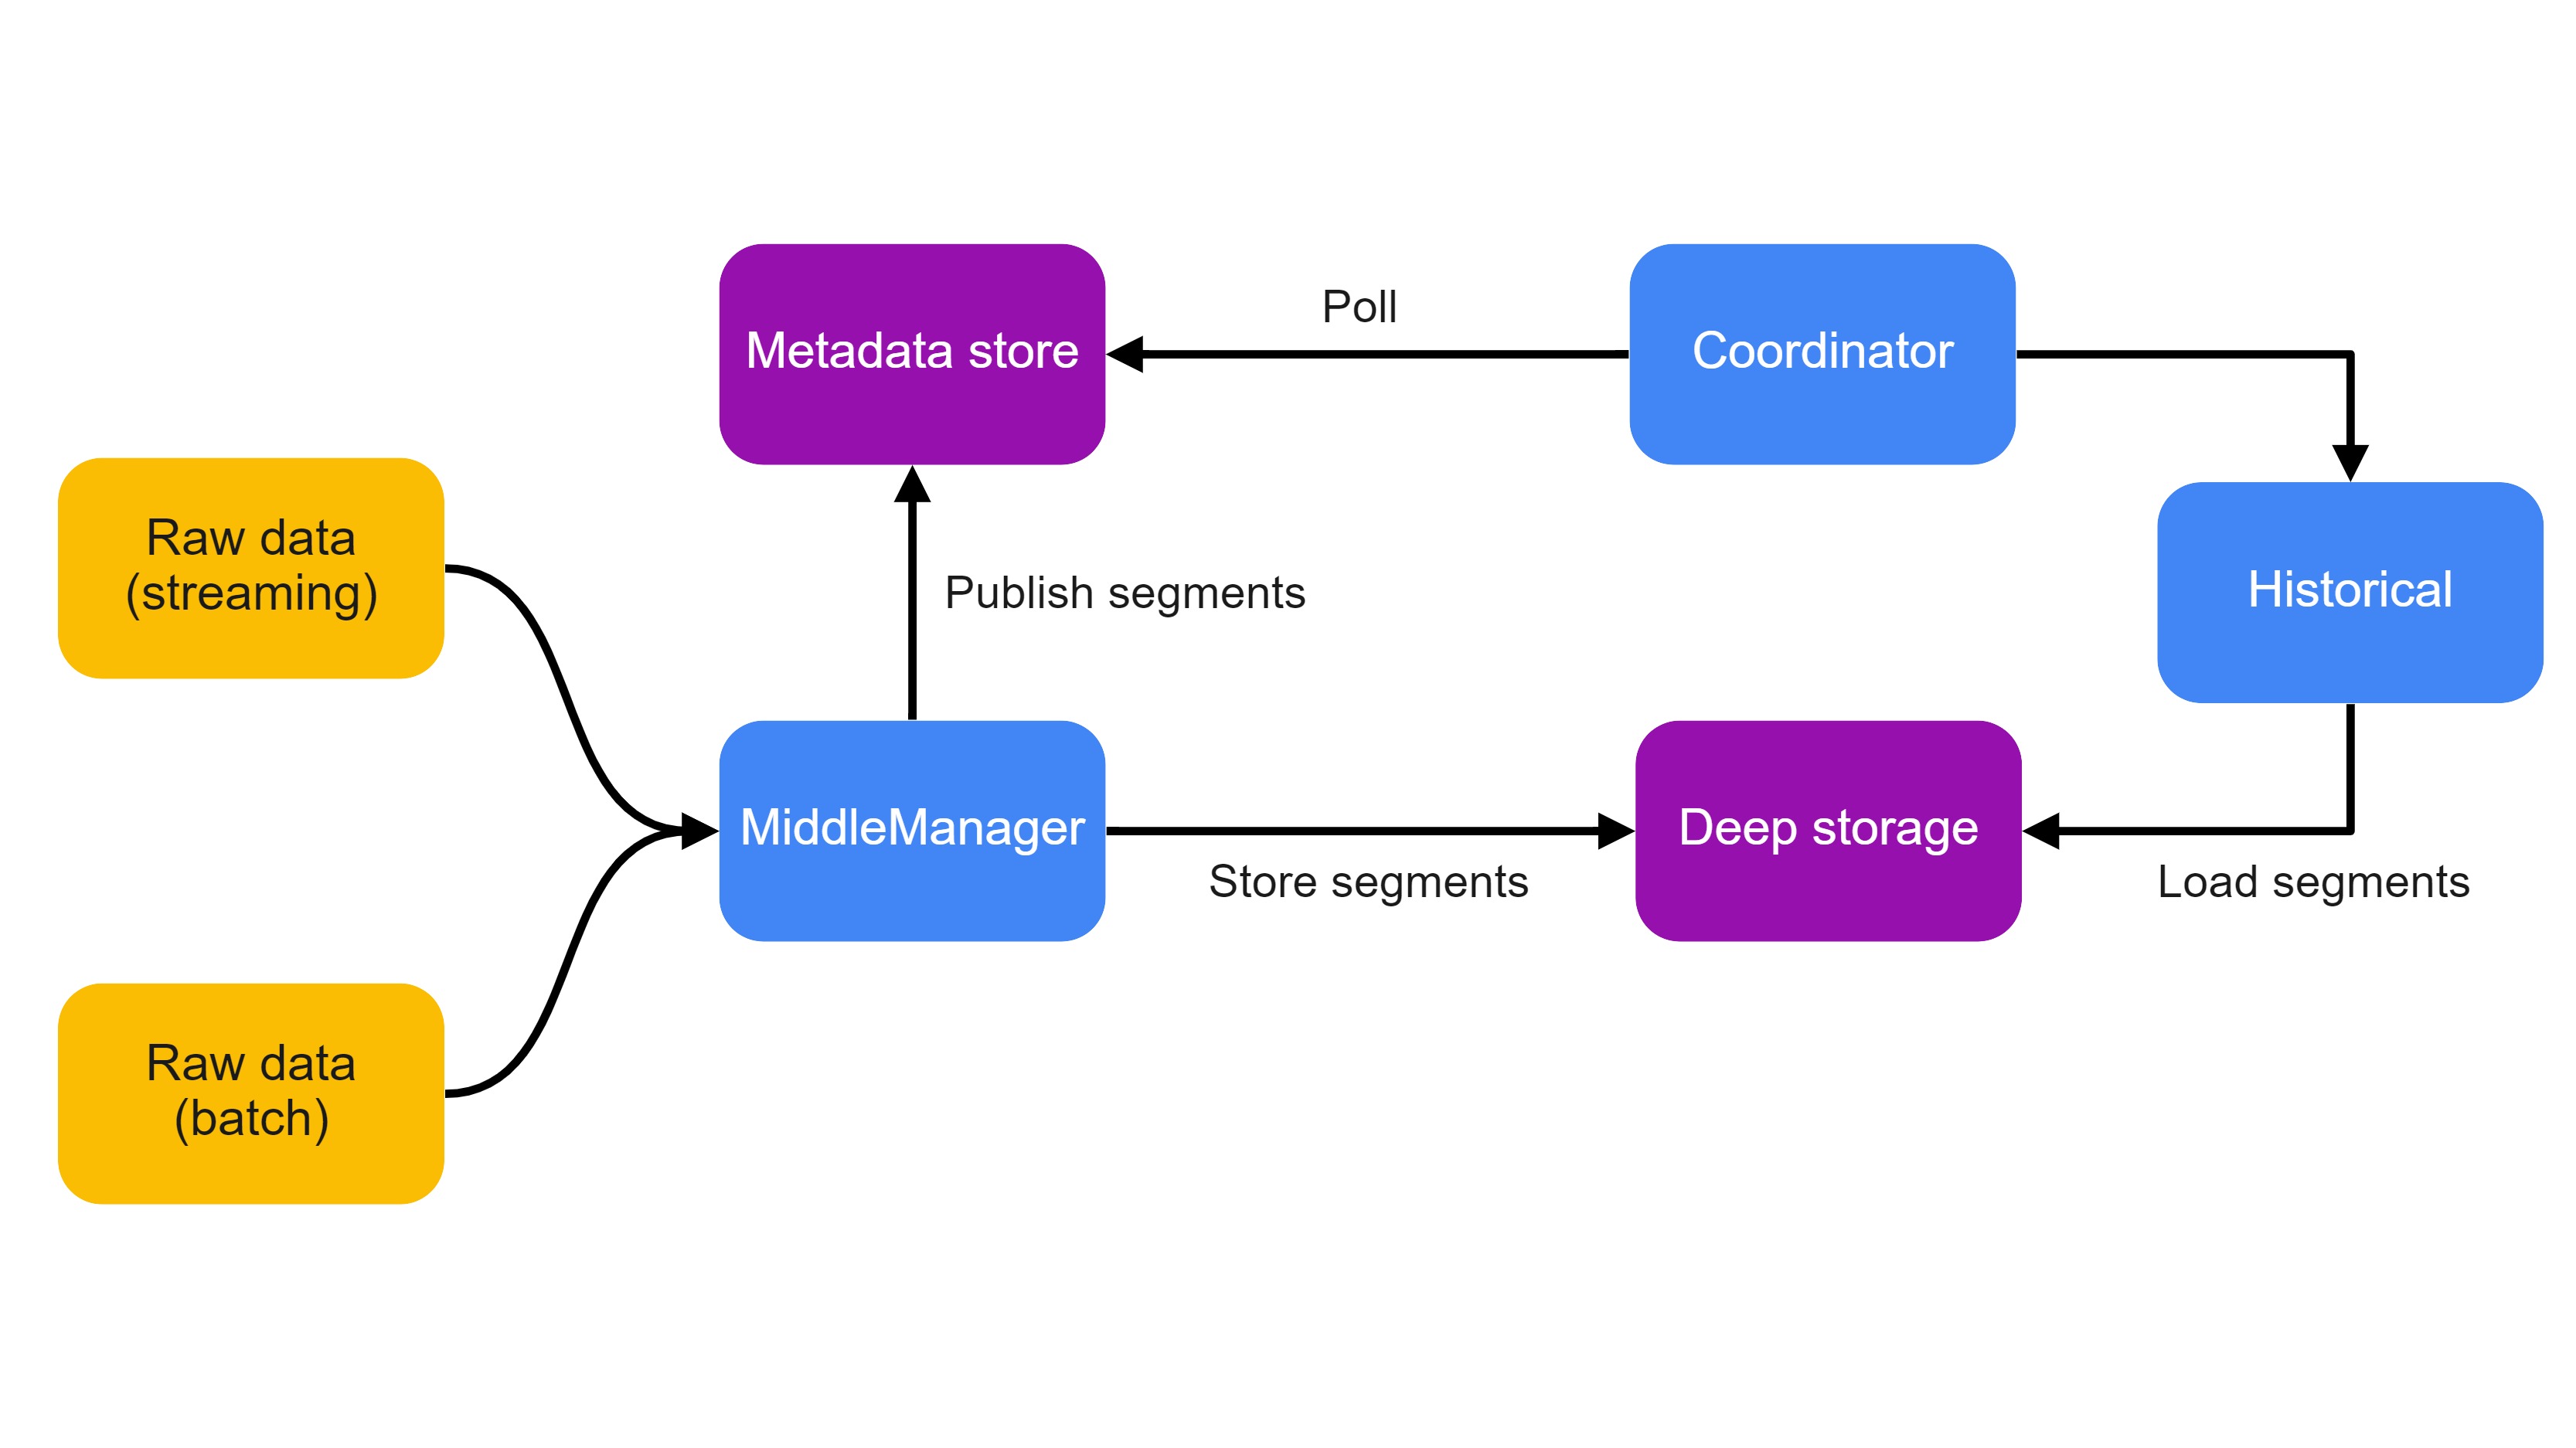 Metadata store
Poll
Coordinator
Raw data
(streaming)
Publish segments
Historical
MiddleManager
Store segments
Deep storage
Load segments
Raw data
(batch)